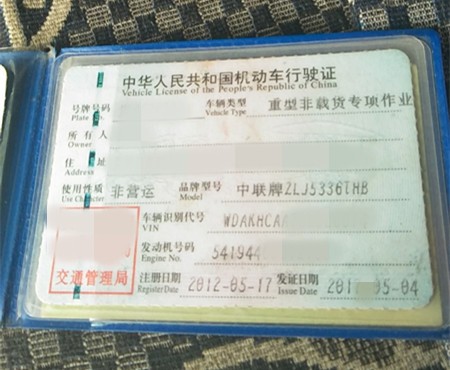 中华人民共和国机动车行驶证
Vehicle License of the People's Republic of China
号牌号码 车辆类型 重型非载货专项作业
Plate No. Vehicle Type
所有人
Owner
住址
Address
使用性质 非营运 品牌型号 中联牌ZLJ5336THB
Use Character Model
车辆识别代号 WDAKHCA
VIN
发动机号码 541944
Engine No.
交通管理局
注册日期 2012-05-17 发证日期 201 05-04
Register Date Issue Date